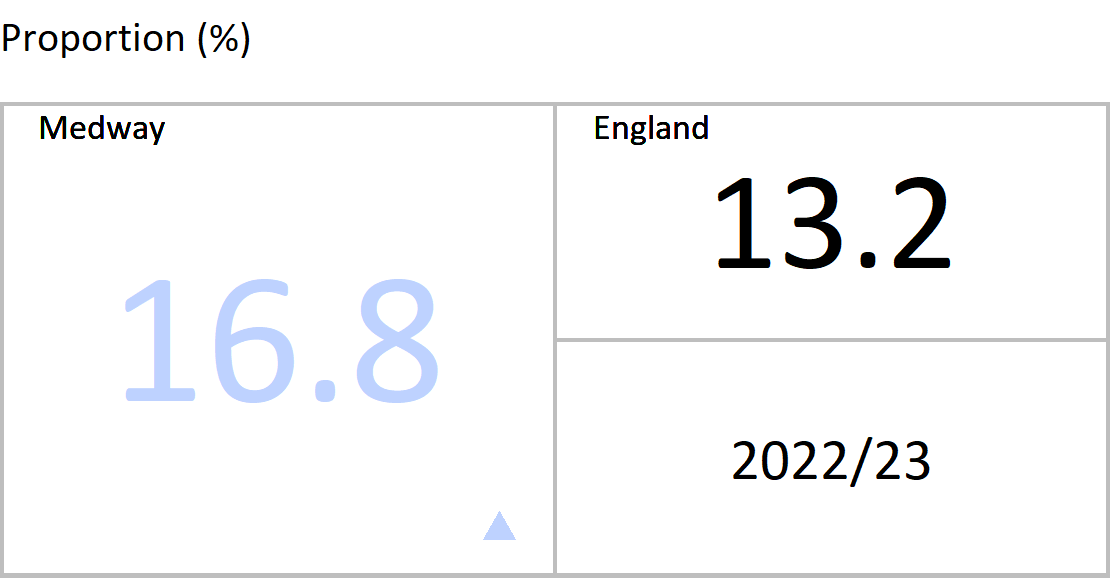 Proportion (%)
Medway
16.8
England
13.2
2022/23